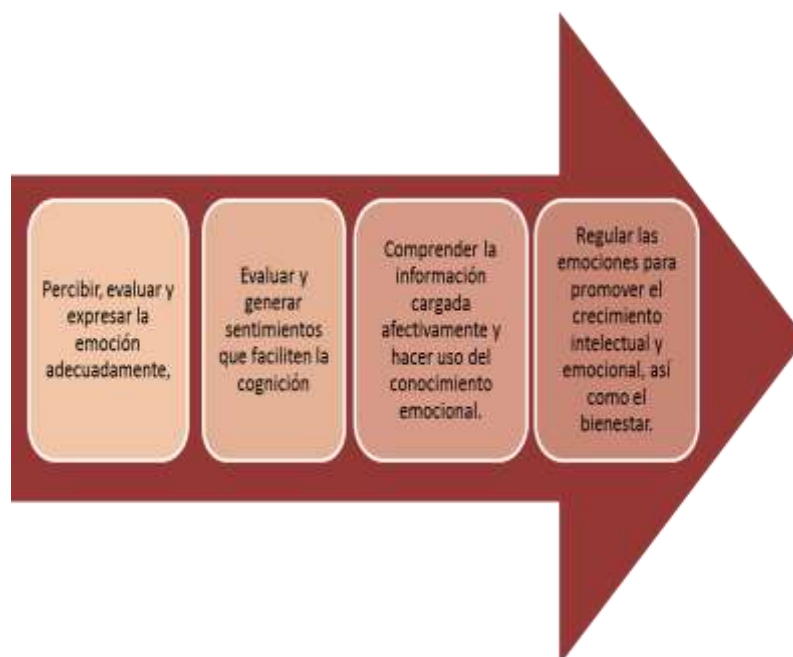 Percibir, evaluar y
expresar la
emoción
adecuadamente,
Evaluar y
generar
sentimientos
que faciliten la
cognición
Comprender la
información
cargada
afectivamente y
hacer uso del
conocimiento
emocional.
Regular las
emociones para
promover el
crecimiento
intelectual y
emocional, así
como el
bienestar.